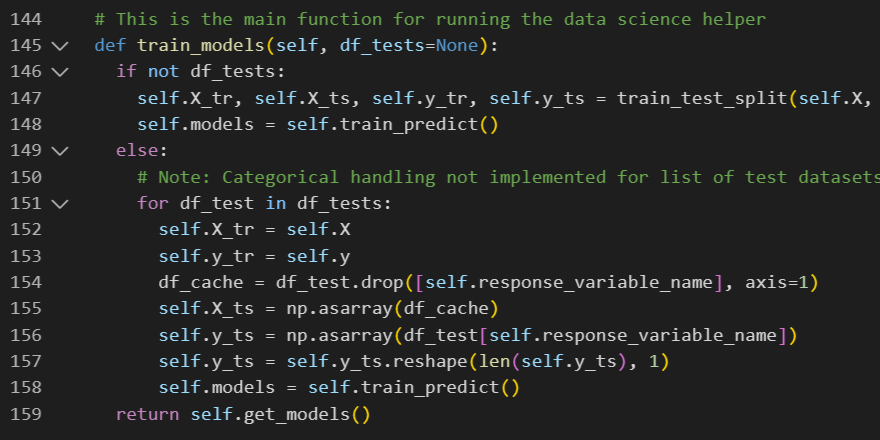 144 # This is the main function for running the data science helper
145 def train_models(self, df_tests=None):
146 if not df_tests:
147 self.X_tr, self.X_ts, self.y_tr, self.y_ts = train_test_split(self.X,
148 self.models = self.train_predict()
149 else:
150 # Note: Categorical handling not implemented for list of test datasets
151 for df_test in df_tests:
152 self.X_tr = self.X
153 self.y_tr = self.y
154 df_cache = df_test.drop([self.response_variable_name], axis=1)
155 self.X_ts = np.asarray(df_cache)
156 self.y_ts = np.asarray(df_test[self.response_variable_name])
157 self.y_ts = self.y_ts.reshape(len(self.y_ts), 1)
158 self.models = self.train_predict()
159 return self.get_models()